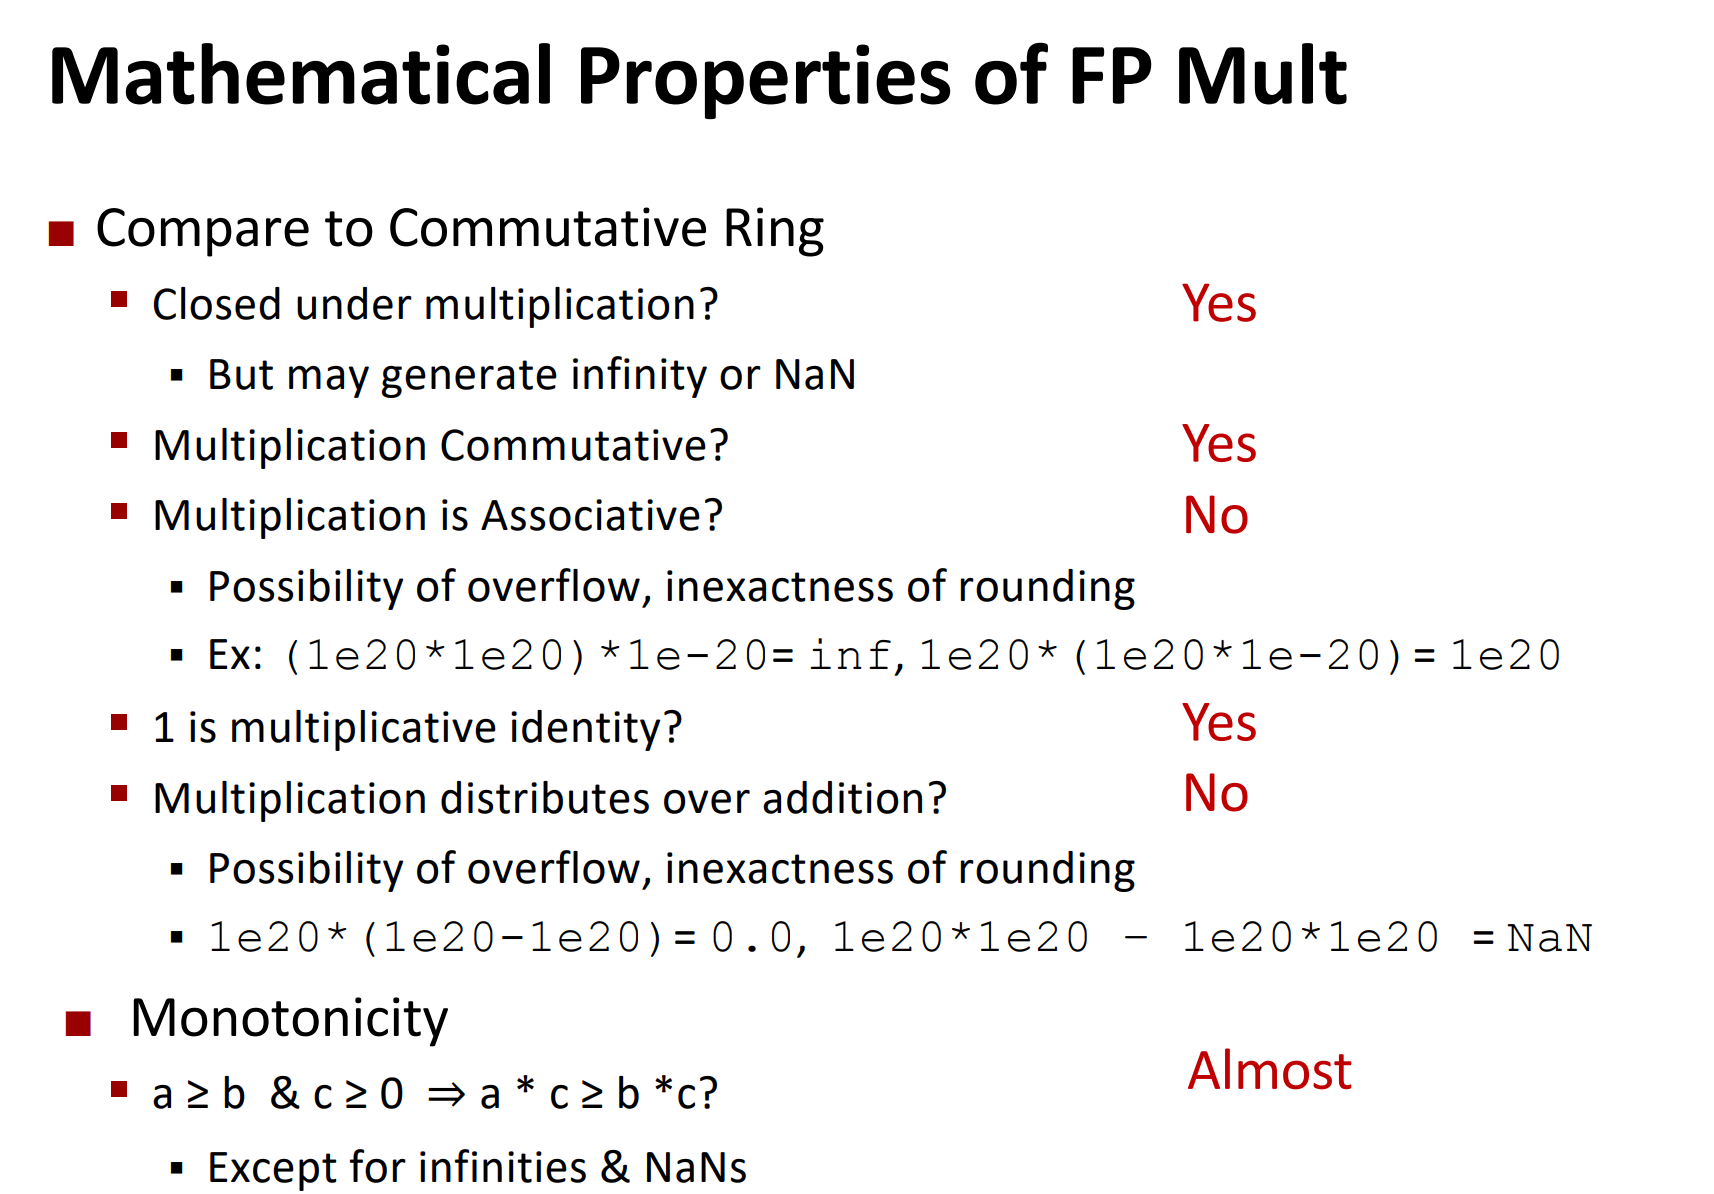 Mathematical Properties of FP Mult
Compare to Commutative Ring
Closed under multiplication? Yes
But may generate infinity or NaN
Multiplication Commutative? Yes
Multiplication is Associative? No
Possibility of overflow, inexactness of rounding
Ex: (1e20*1e20)*1e-20= inf, 1e20*(1e20*1e-20)= 1e20
1 is multiplicative identity? Yes
Multiplication distributes over addition? No
Possibility of overflow, inexactness of rounding
1e20*(1e20-1e20)= 0.0, 1e20*1e20 – 1e20*1e20 = NaN
Monotonicity
a ≥ b & c ≥ 0 ⇒ a * c ≥ b *c? Almost
Except for infinities & NaNs